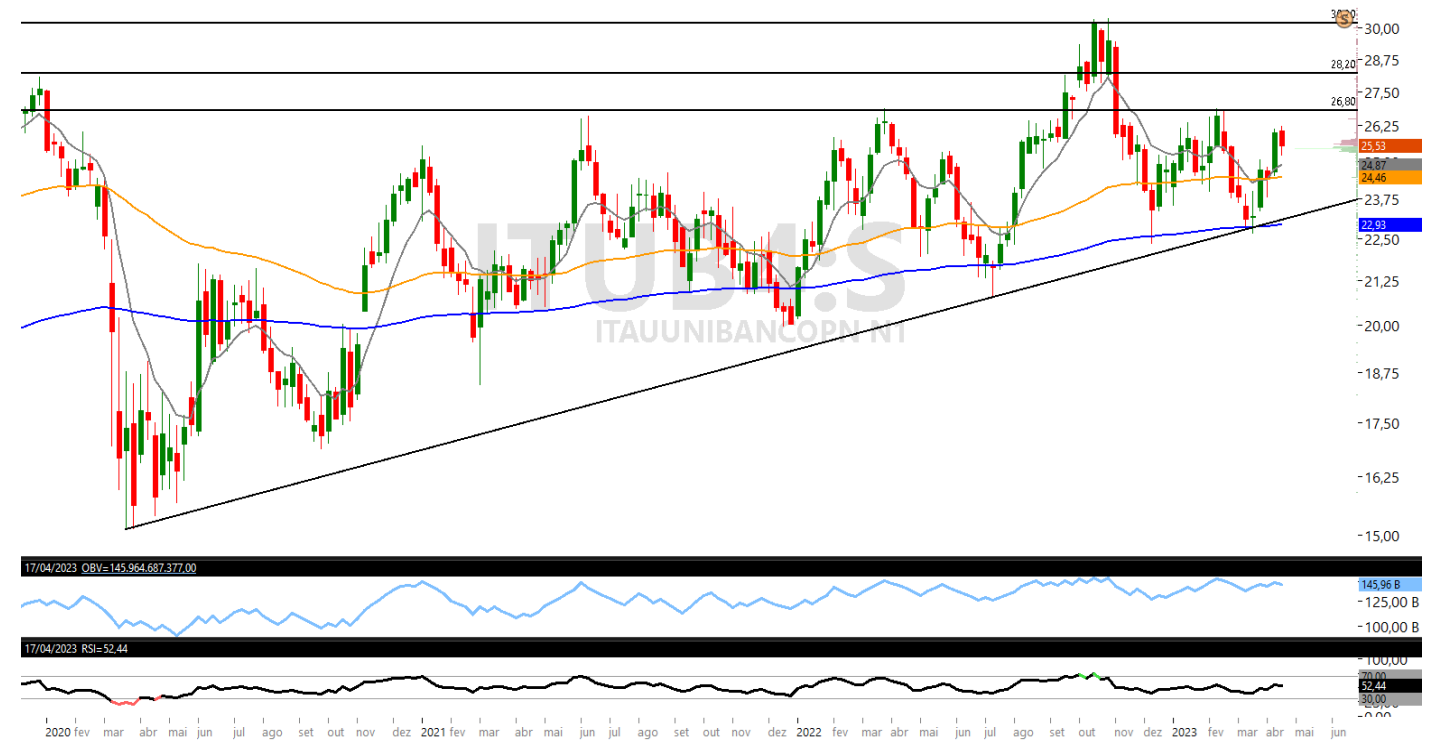 30,20
S
30,00
28,75
28,20
27,50
26,80
26,25
25,53
24,87
24,46
23,75
22,93
22,50
21,25
20,00
18,75
17,50
16,25
15,00
ITUB4:S
ITAUUNIBANCOPN N1
17/04/2023 OBV=145.964.687.377,00
145,96 B
125,00 B
100,00 B
17/04/2023 RSI=52,44
100,00
70,00
52,44
30,00
0,00
2020 fev mar abr mai jun jul ago set out dez 2021 fev mar abr mai jun jul ago set out nov dez 2022 fev mar abr mai jun jul ago set out nov dez 2023 fev mar abr mai jun